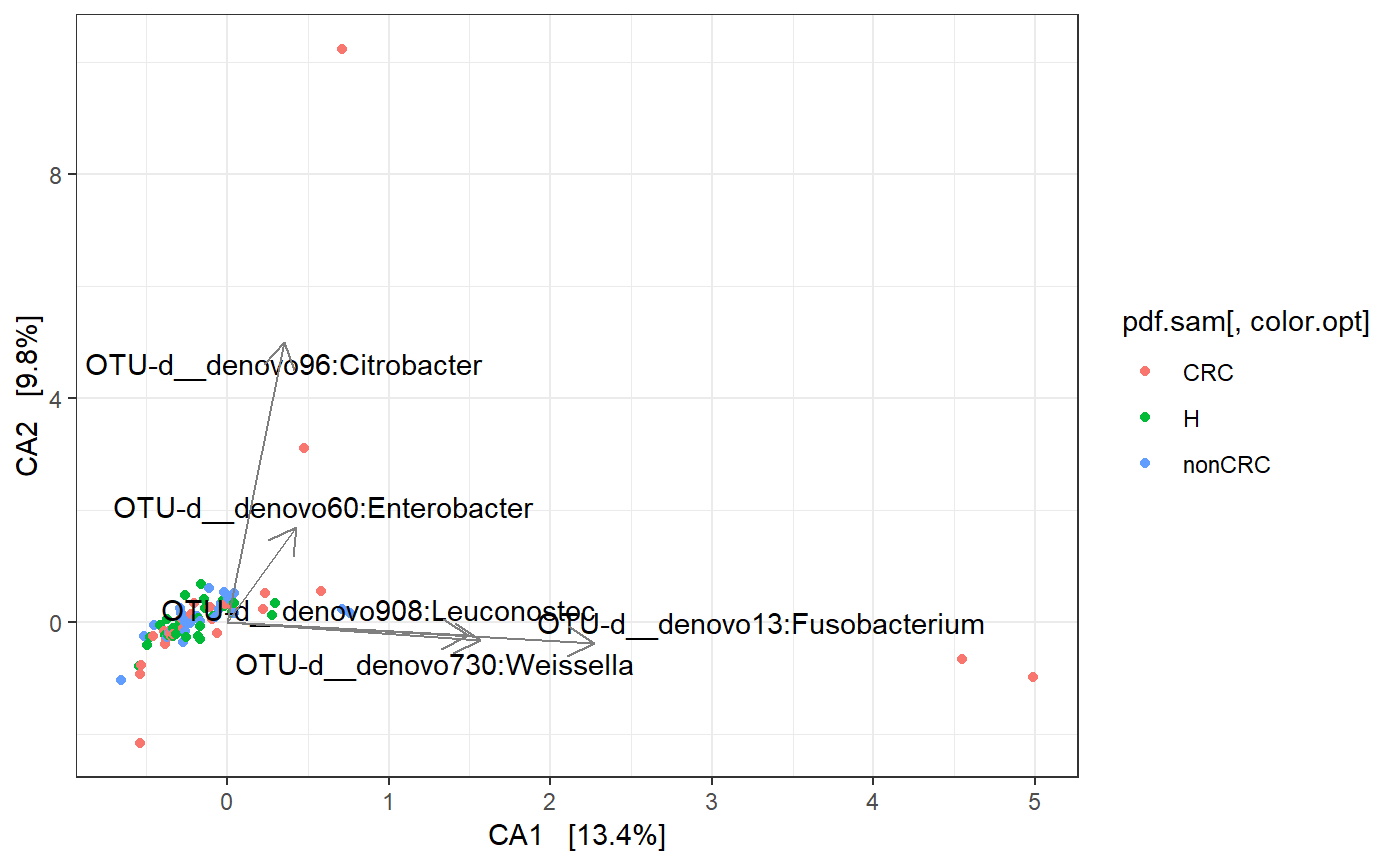 8
4
0
CA2 [9.8%]
OTU-d__denovo96:Citrobacter
OTU-d__denovo60:Enterobacter
OTU-d__denovo908:Leuconostoc
OTU-d__denovo13:Fusobacterium
OTU-d__denovo730:Weissella
0 1 2 3 4 5
CA1 [13.4%]
pdf.sam[, color.opt]
CRC
H
nonCRC